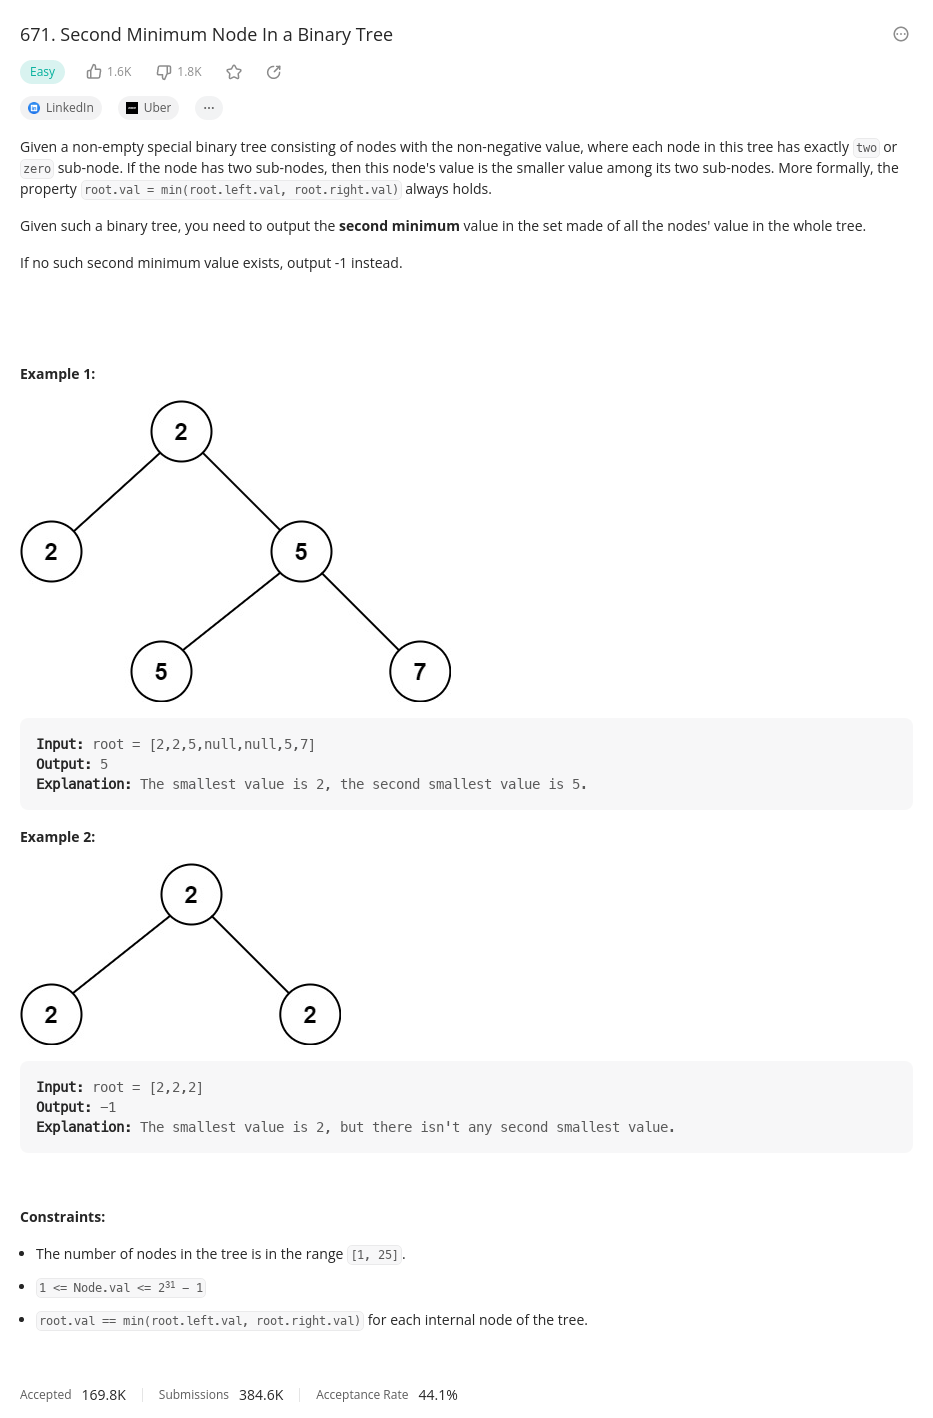 671. Second Minimum Node In a Binary Tree
Easy 1.6K 1.8K
LinkedIn Uber ...
Given a non-empty special binary tree consisting of nodes with the non-negative value, where each node in this tree has exactly two or
zero sub-node. If the node has two sub-nodes, then this node's value is the smaller value among its two sub-nodes. More formally, the
property root.val = min(root.left.val, root.right.val) always holds.
Given such a binary tree, you need to output the second minimum value in the set made of all the nodes' value in the whole tree.
If no such second minimum value exists, output -1 instead.
Example 1:
2
2 5
5 7
Input: root = [2,2,5,null,null,5,7]
Output: 5
Explanation: The smallest value is 2, the second smallest value is 5.
Example 2:
2
2 2
Input: root = [2,2,2]
Output: −1
Explanation: The smallest value is 2, but there isn't any second smallest value.
Constraints:
• The number of nodes in the tree is in the range [1, 25].
• 1 <= Node.val <= 2³¹ − 1
• root.val == min(root.left.val, root.right.val) for each internal node of the tree.
Accepted 169.8K Submissions 384.6K Acceptance Rate 44.1%